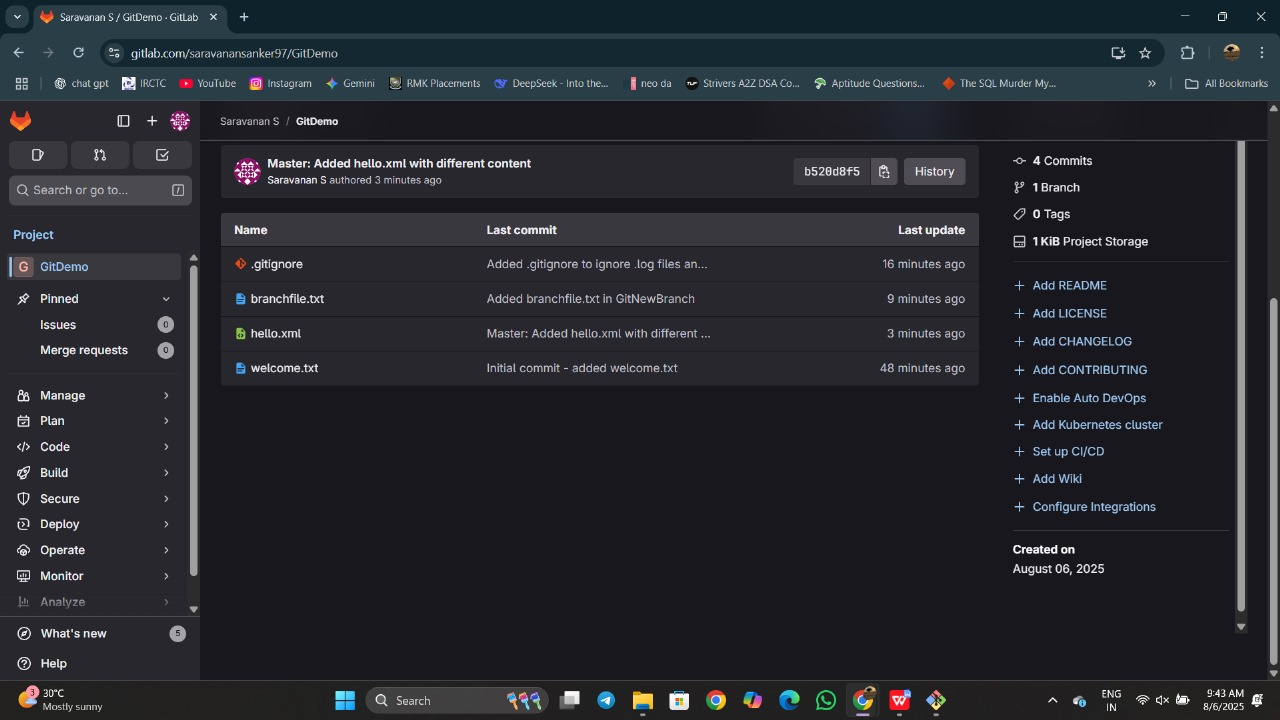 Saravanan S / GitDemo · GitLab
gitlab.com/saravanansanker97/GitDemo
chat gpt
IRCTC
YouTube
Instagram
Gemini
RMK Placements
DeepSeek - Into the...
neo da
Strivers A2Z DSA Co...
Aptitude Questions...
The SQL Murder My...
»
All Bookmarks
Saravanan S / GitDemo
Search or go to... /
Project
G GitDemo
Pinned
Issues 0
Merge requests 0
Manage
Plan
Code
Build
Secure
Deploy
Operate
Monitor
Analyze
What's new 5
Help
Master: Added hello.xml with different content
Saravanan S authored 3 minutes ago
b520d8f5
History
Name Last commit Last update
.gitignore Added .gitignore to ignore .log files an... 16 minutes ago
branchfile.txt Added branchfile.txt in GitNewBranch 9 minutes ago
hello.xml Master: Added hello.xml with different ... 3 minutes ago
welcome.txt Initial commit - added welcome.txt 48 minutes ago
4 Commits
1 Branch
0 Tags
1 KiB Project Storage
+ Add README
+ Add LICENSE
+ Add CHANGELOG
+ Add CONTRIBUTING
+ Enable Auto DevOps
+ Add Kubernetes cluster
+ Set up CI/CD
+ Add Wiki
+ Configure Integrations
Created on
August 06, 2025
3
30°C
Mostly sunny
Search
ENG
IN
9:43 AM
8/6/2025